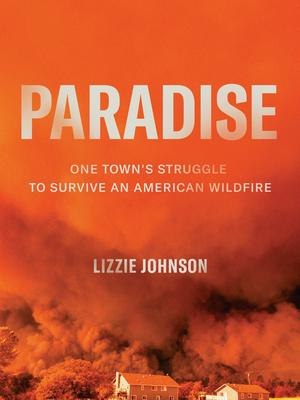 PARADISE
ONE TOWN'S STRUGGLE
TO SURVIVE AN AMERICAN WILDFIRE
LIZZIE JOHNSON